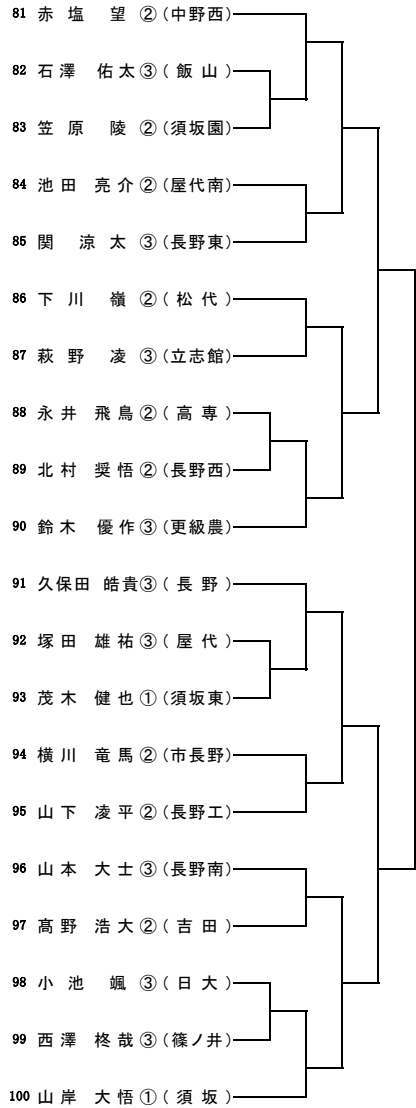 81 赤塩 望 ② (中野西)
82 石澤 佑太 ③ (飯山)
83 笠原 陵 ② (須坂園)
84 池田 亮介 ② (屋代南)
85 関 涼太 ③ (長野東)
86 下川 嶺 ② (松代)
87 萩野 凌 ③ (立志館)
88 永井 飛鳥 ② (高専)
89 北村 奨悟 ② (長野西)
90 鈴木 優作 ③ (更級農)
91 久保田 皓貴 ③ (長野)
92 塚田 雄祐 ③ (屋代)
93 茂木 健也 ① (須坂東)
94 横川 竜馬 ② (市長野)
95 山下 凌平 ② (長野工)
96 山本 大士 ③ (長野南)
97 髙野 浩大 ② (吉田)
98 小池 颯 ③ (日大)
99 西澤 柊哉 ③ (篠ノ井)
100 山岸 大悟 ① (須坂)